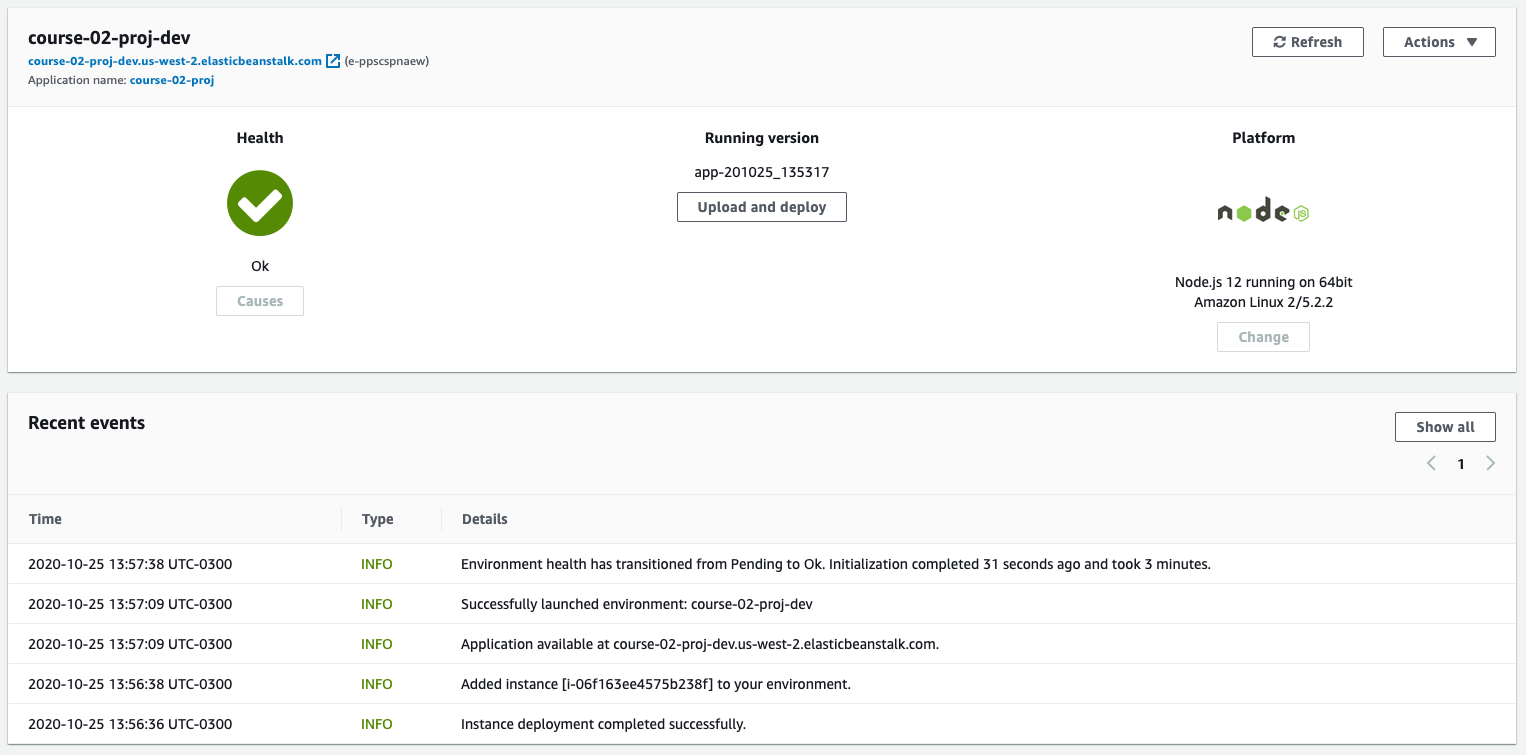 course-02-proj-dev
course-02-proj-dev.us-west-2.elasticbeanstalk.com (e-ppscspnaew)
Application name: course-02-proj
Refresh
Actions
Health
Ok
Causes
Running version
app-201025_135317
Upload and deploy
Platform
node JS
Node.js 12 running on 64bit
Amazon Linux 2/5.2.2
Change
Recent events
Show all
1
Time Type Details
2020-10-25 13:57:38 UTC-0300 INFO Environment health has transitioned from Pending to Ok. Initialization completed 31 seconds ago and took 3 minutes.
2020-10-25 13:57:09 UTC-0300 INFO Successfully launched environment: course-02-proj-dev
2020-10-25 13:57:09 UTC-0300 INFO Application available at course-02-proj-dev.us-west-2.elasticbeanstalk.com.
2020-10-25 13:56:38 UTC-0300 INFO Added instance [i-06f163ee4575b238f] to your environment.
2020-10-25 13:56:36 UTC-0300 INFO Instance deployment completed successfully.